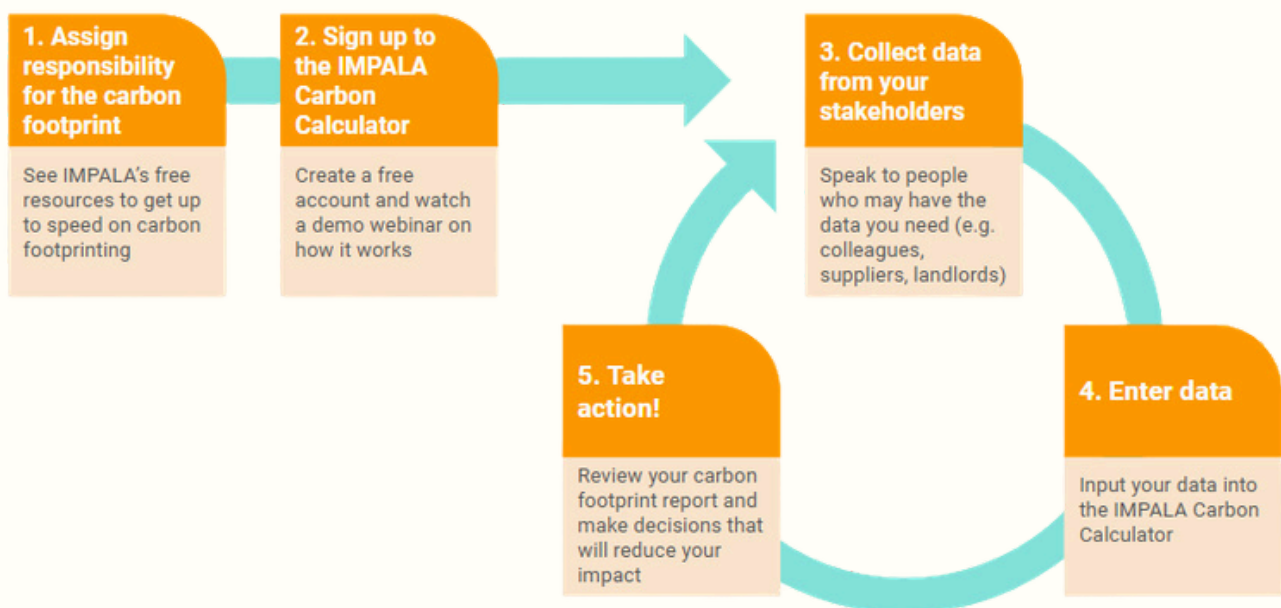 1. Assign
responsibility
for the carbon
footprint
See IMPALA's free
resources to get up
to speed on carbon
footprinting
2. Sign up to
the IMPALA
Carbon
Calculator
Create a free
account and watch
a demo webinar on
how it works
3. Collect data
from your
stakeholders
Speak to people
who may have the
data you need (e.g.
colleagues,
suppliers, landlords)
4. Enter data
Input your data into
the IMPALA Carbon
Calculator
5. Take
action!
Review your carbon
footprint report and
make decisions that
will reduce your
impact